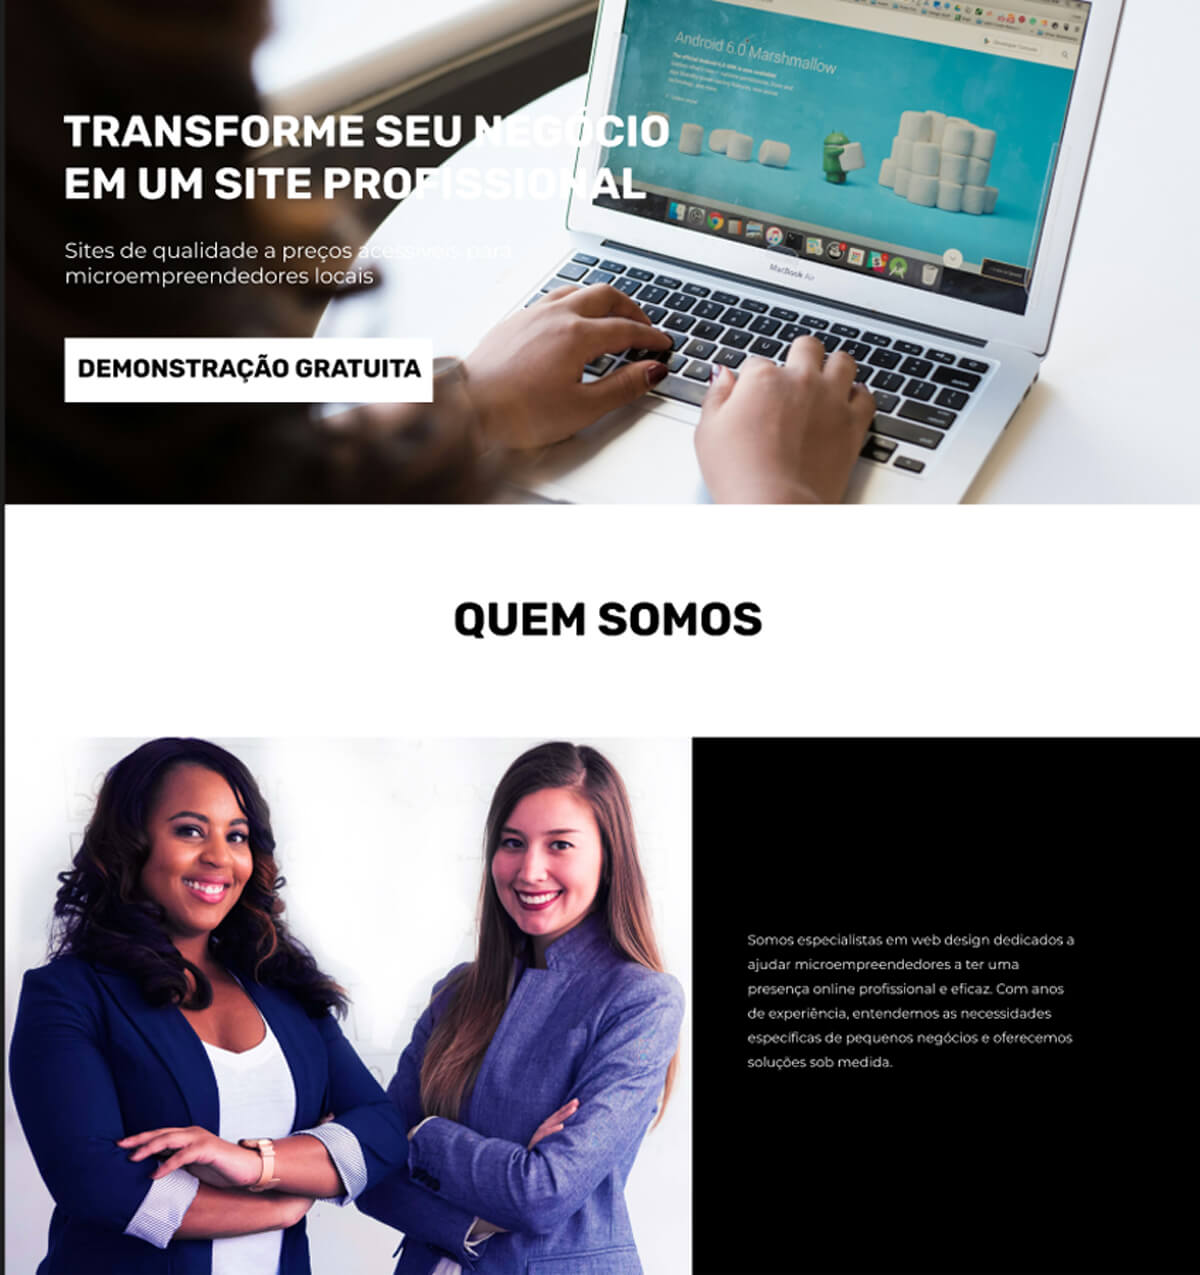 Android 6.0 Marshmallow
TRANSFORME SEU NEGÓCIO
EM UM SITE PROFISSIONAL
Sites de qualidade a preços acessíveis para
microempreendedores locais
MacBook Air
DEMONSTRAÇÃO GRATUITA
QUEM SOMOS
Somos especialistas em web design dedicados a
ajudar microempreendedores a ter uma
presença online profissional e eficaz. Com anos
de experiência, entendemos as necessidades
específicas de pequenos negócios e oferecemos
soluções sob medida.